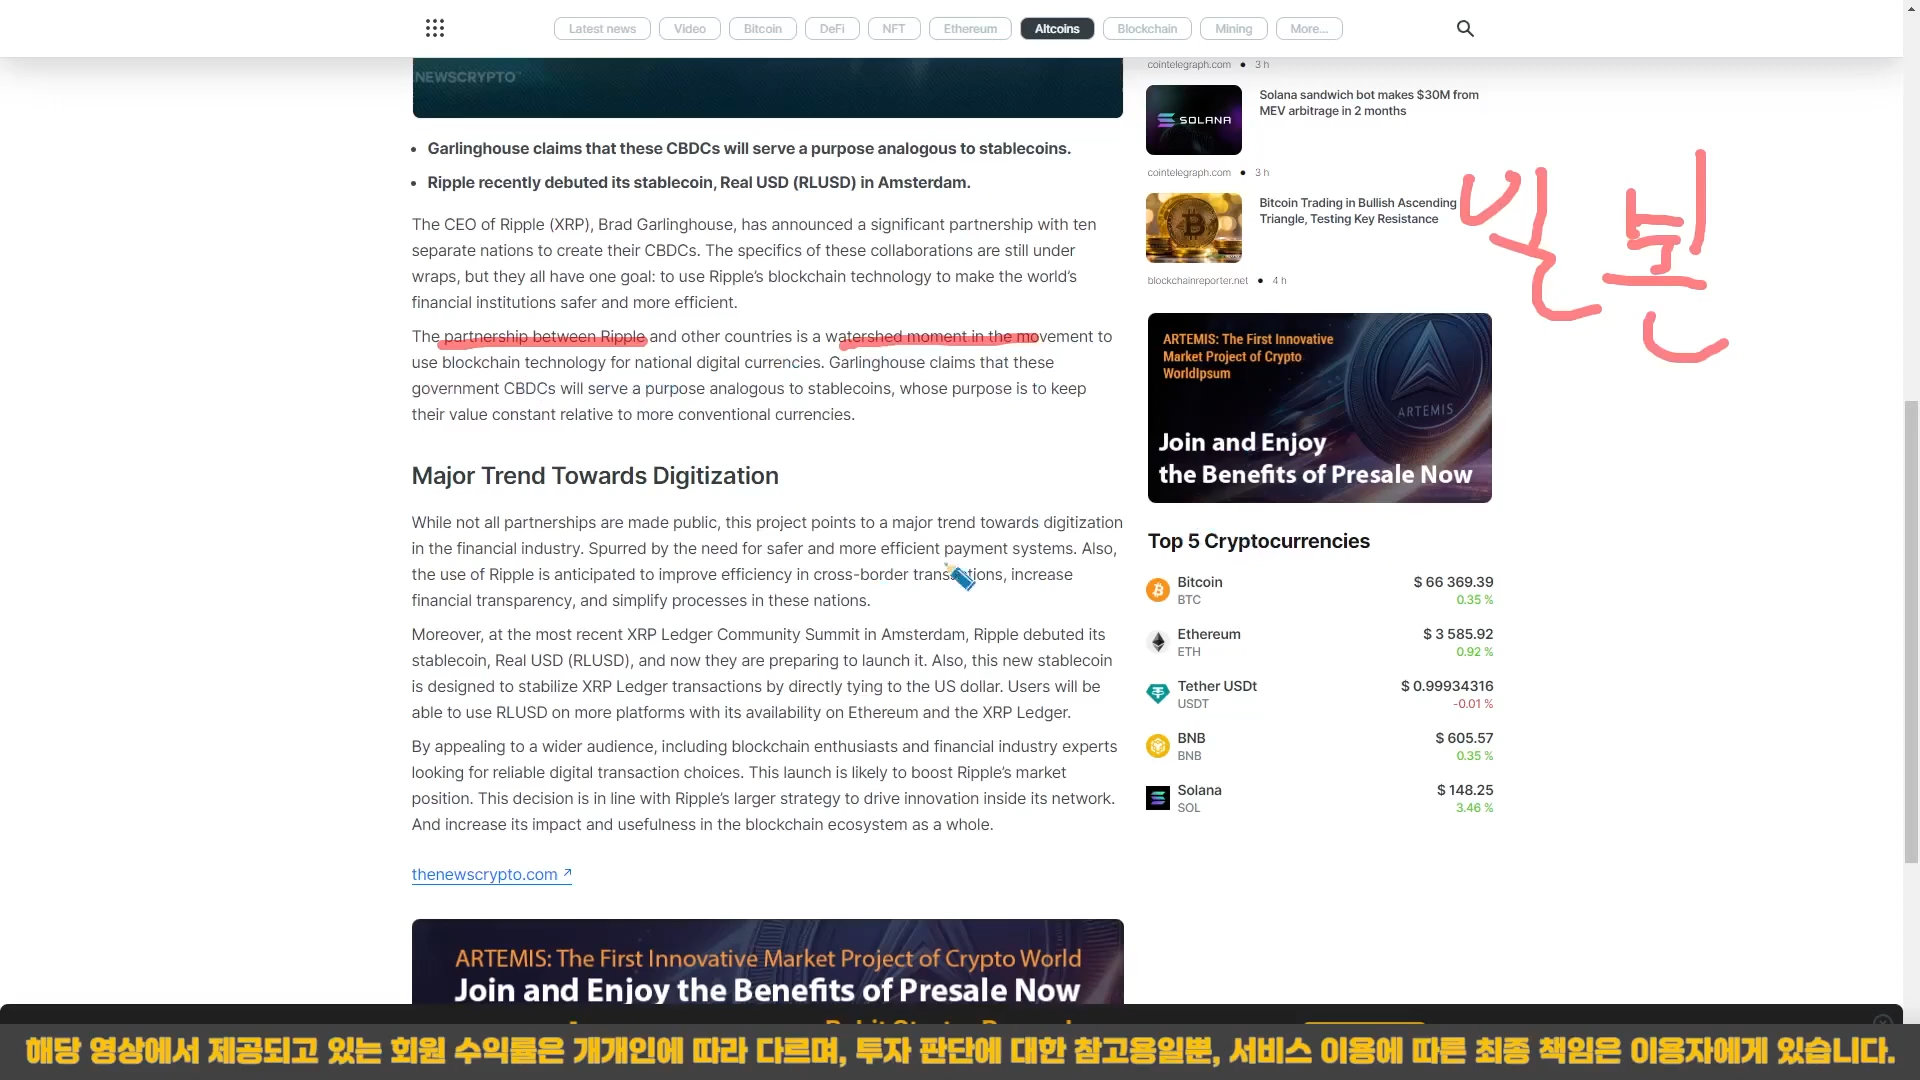 Latest news
Video
Bitcoin
DeFi
NFT
Ethereum
Altcoins
Blockchain
Mining
More...
NEWSCRYPTO
• Garlinghouse claims that these CBDCs will serve a purpose analogous to stablecoins.
• Ripple recently debuted its stablecoin, Real USD (RLUSD) in Amsterdam.
The CEO of Ripple (XRP), Brad Garlinghouse, has announced a significant partnership with ten
separate nations to create their CBDCs. The specifics of these collaborations are still under
wraps, but they all have one goal: to use Ripple's blockchain technology to make the world's
financial institutions safer and more efficient.
The partnership between Ripple and other countries is a watershed moment in the movement to
use blockchain technology for national digital currencies. Garlinghouse claims that these
government CBDCs will serve a purpose analogous to stablecoins, whose purpose is to keep
their value constant relative to more conventional currencies.
Major Trend Towards Digitization
While not all partnerships are made public, this project points to a major trend towards digitization
in the financial industry. Spurred by the need for safer and more efficient payment systems. Also,
the use of Ripple is anticipated to improve efficiency in cross-border transactions, increase
financial transparency, and simplify processes in these nations.
Moreover, at the most recent XRP Ledger Community Summit in Amsterdam, Ripple debuted its
stablecoin, Real USD (RLUSD), and now they are preparing to launch it. Also, this new stablecoin
is designed to stabilize XRP Ledger transactions by directly tying to the US dollar. Users will be
able to use RLUSD on more platforms with its availability on Ethereum and the XRP Ledger.
By appealing to a wider audience, including blockchain enthusiasts and financial industry experts
looking for reliable digital transaction choices. This launch is likely to boost Ripple's market
position. This decision is in line with Ripple's larger strategy to drive innovation inside its network.
And increase its impact and usefulness in the blockchain ecosystem as a whole.
thenewscrypto.com ↗
ARTEMIS: The First Innovative Market Project of Crypto World
Join and Enjoy the Benefits of Presale Now
cointelegraph.com • 3 h
SOLANA
Solana sandwich bot makes $30M from
MEV arbitrage in 2 months
cointelegraph.com • 3 h
Bitcoin Trading in Bullish Ascending
Triangle, Testing Key Resistance
blockchainreporter.net • 4 h
일본
ARTEMIS: The First Innovative
Market Project of Crypto
WorldIpsum
ARTEMIS
Join and Enjoy
the Benefits of Presale Now
Top 5 Cryptocurrencies
Bitcoin $ 66 369.39
BTC 0.35 %
Ethereum $ 3 585.92
ETH 0.92 %
Tether USDt $ 0.99934316
USDT -0.01 %
BNB $ 605.57
BNB 0.35 %
Solana $ 148.25
SOL 3.46 %
해당 영상에서 제공되고 있는 회원 수익률은 개개인에 따라 다르며, 투자 판단에 대한 참고용일뿐, 서비스 이용에 따른 최종 책임은 이용자에게 있습니다.